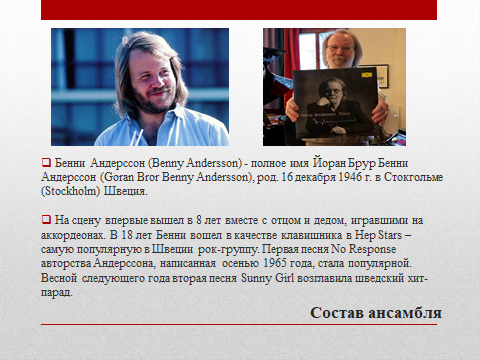 Benny Andersson Piano
❑ Бенни Андерссон (Benny Andersson) - полное имя Йоран Брур Бенни
Андерссон (Goran Bror Benny Andersson), род. 16 декабря 1946 г. в Стокгольме
(Stockholm) Швеция.
❑ На сцену впервые вышел в 8 лет вместе с отцом и дедом, игравшими на
аккордеонах. В 18 лет Бенни вошел в качестве клавишника в Hep Stars –
самую популярную в Швеции рок-группу. Первая песня No Response
авторства Андерссона, написанная осенью 1965 года, стала популярной.
Весной следующего года вторая песня Sunny Girl возглавила шведский хит-
парад.
Состав ансамбля